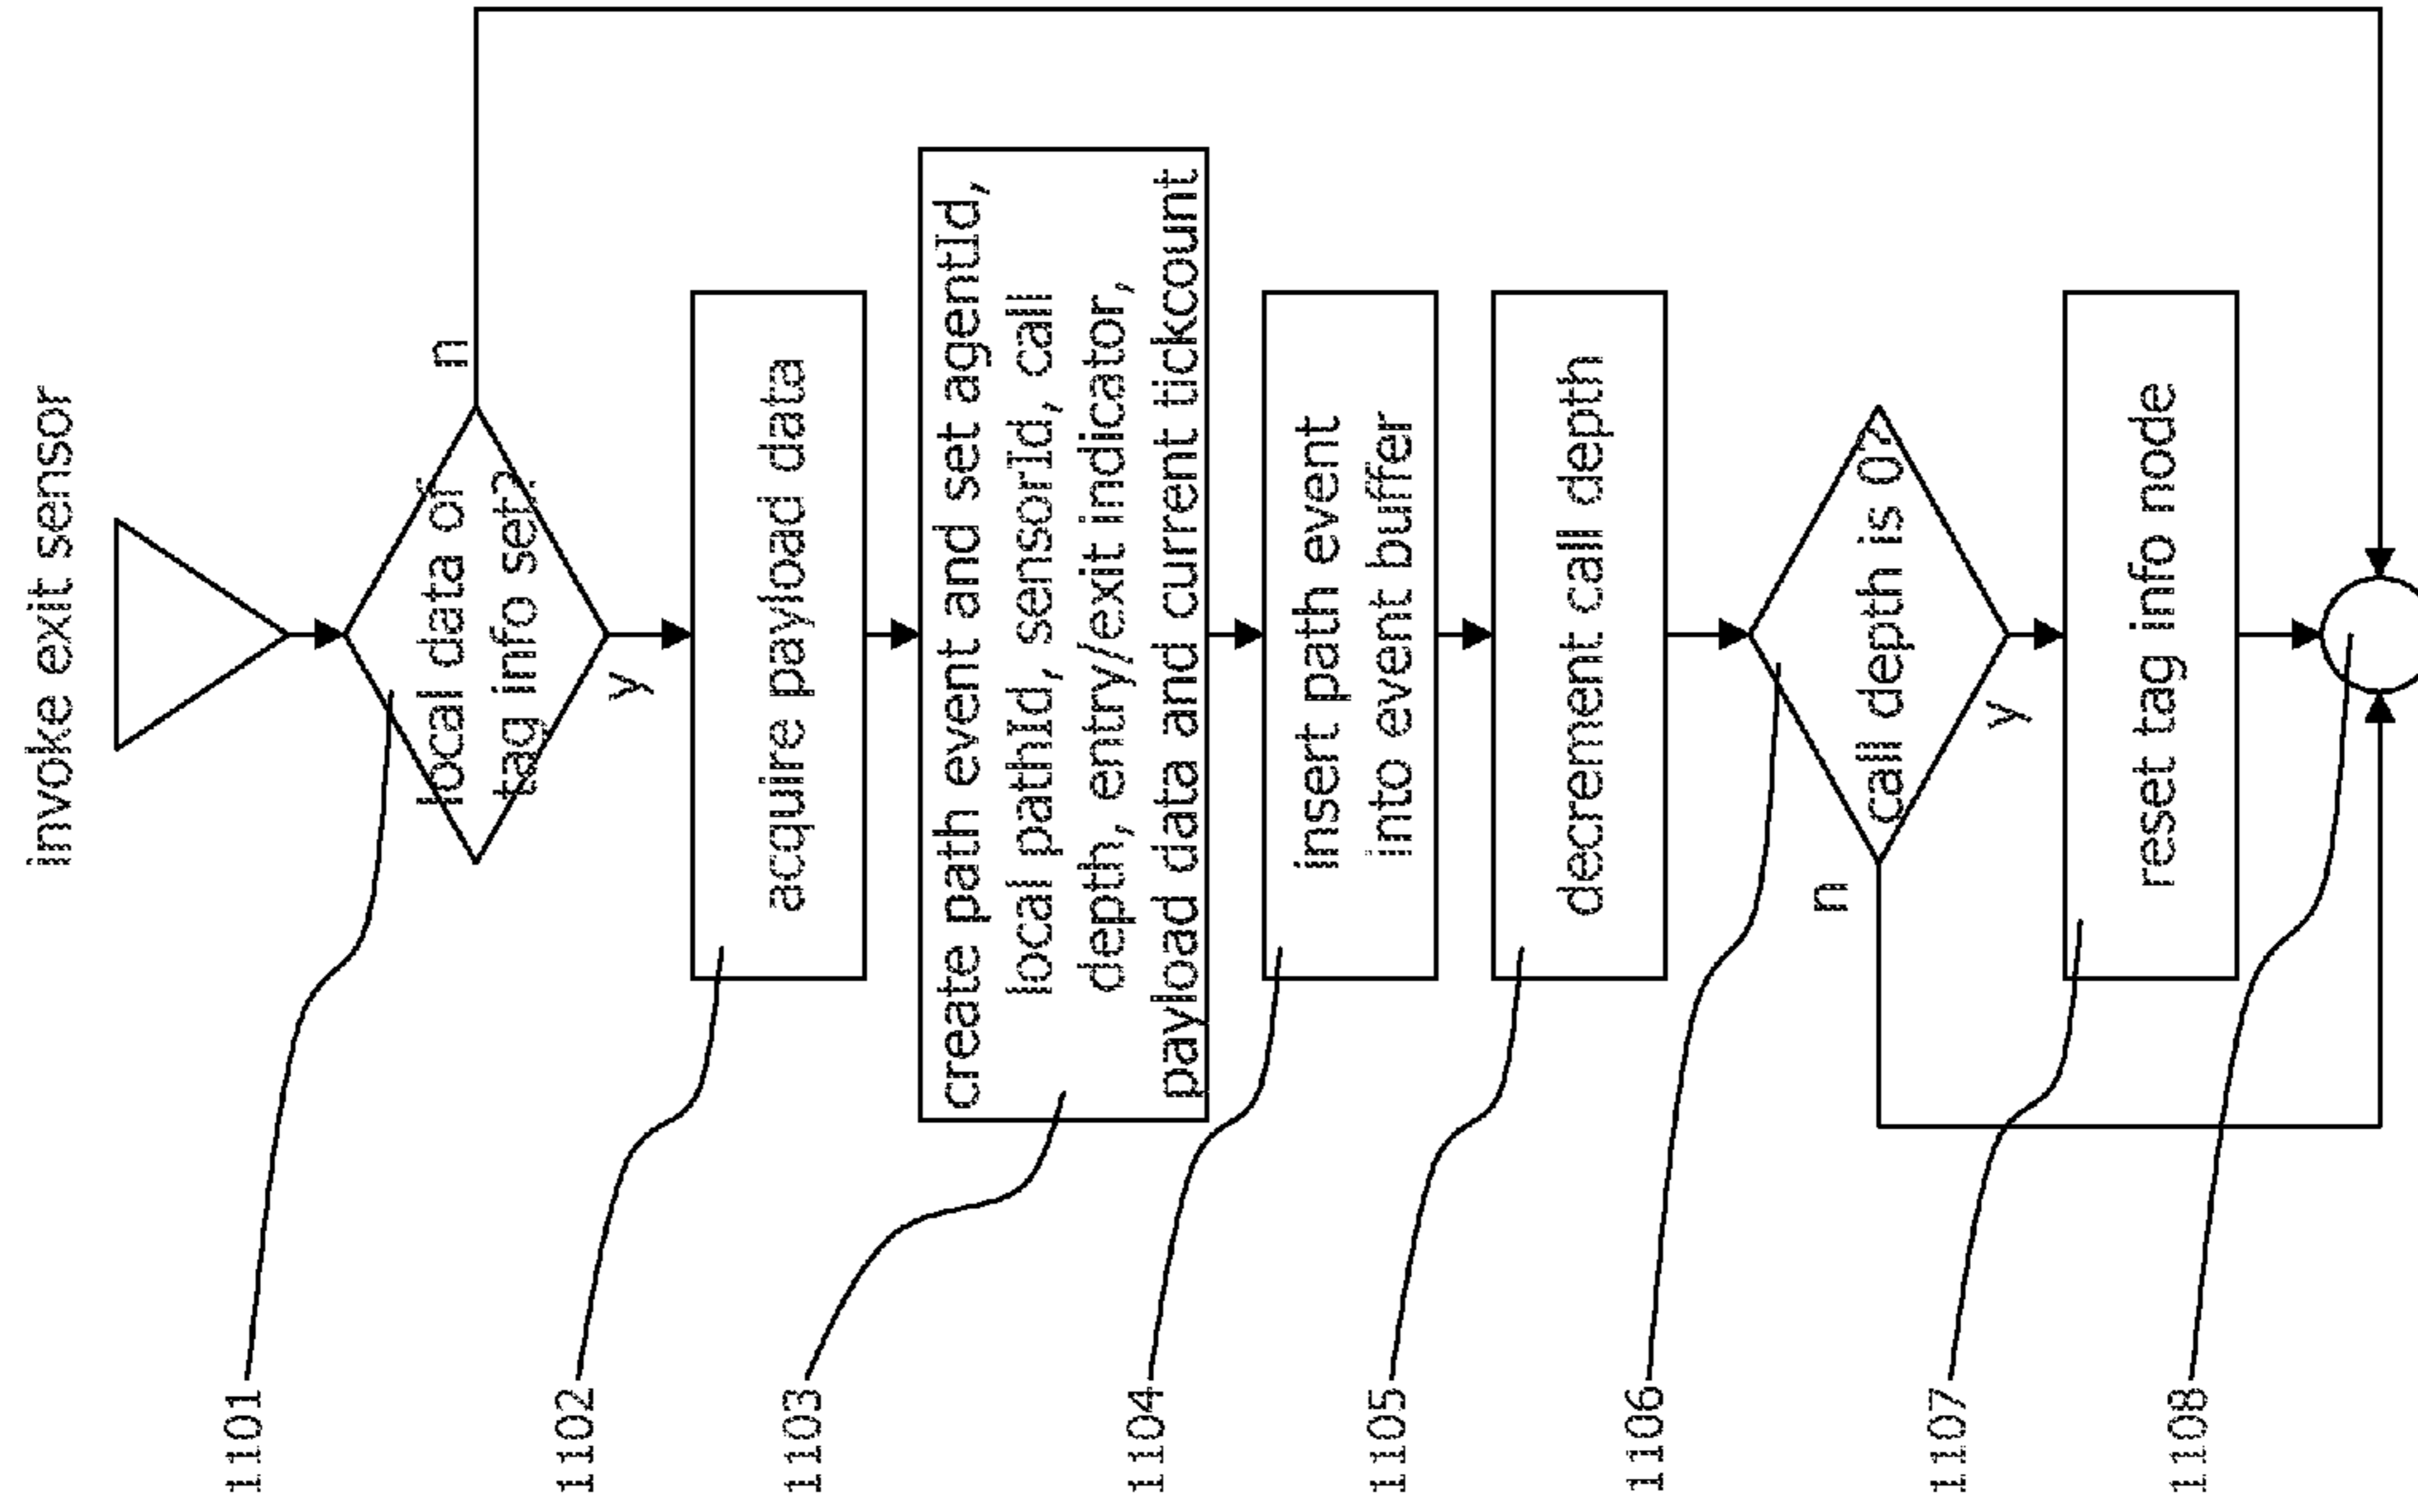 invoke exit sensor
local data of
tag info set?
n
y
acquire payload data
create path event and set agentId,
local pathId, sensorId, call
depth, entry/exit indicator,
payload data and current tickcount
insert path event
into event buffer
decrement call depth
call depth is 0?
n
y
reset tag info node
1101
1102
1103
1104
1105
1106
1107
1108